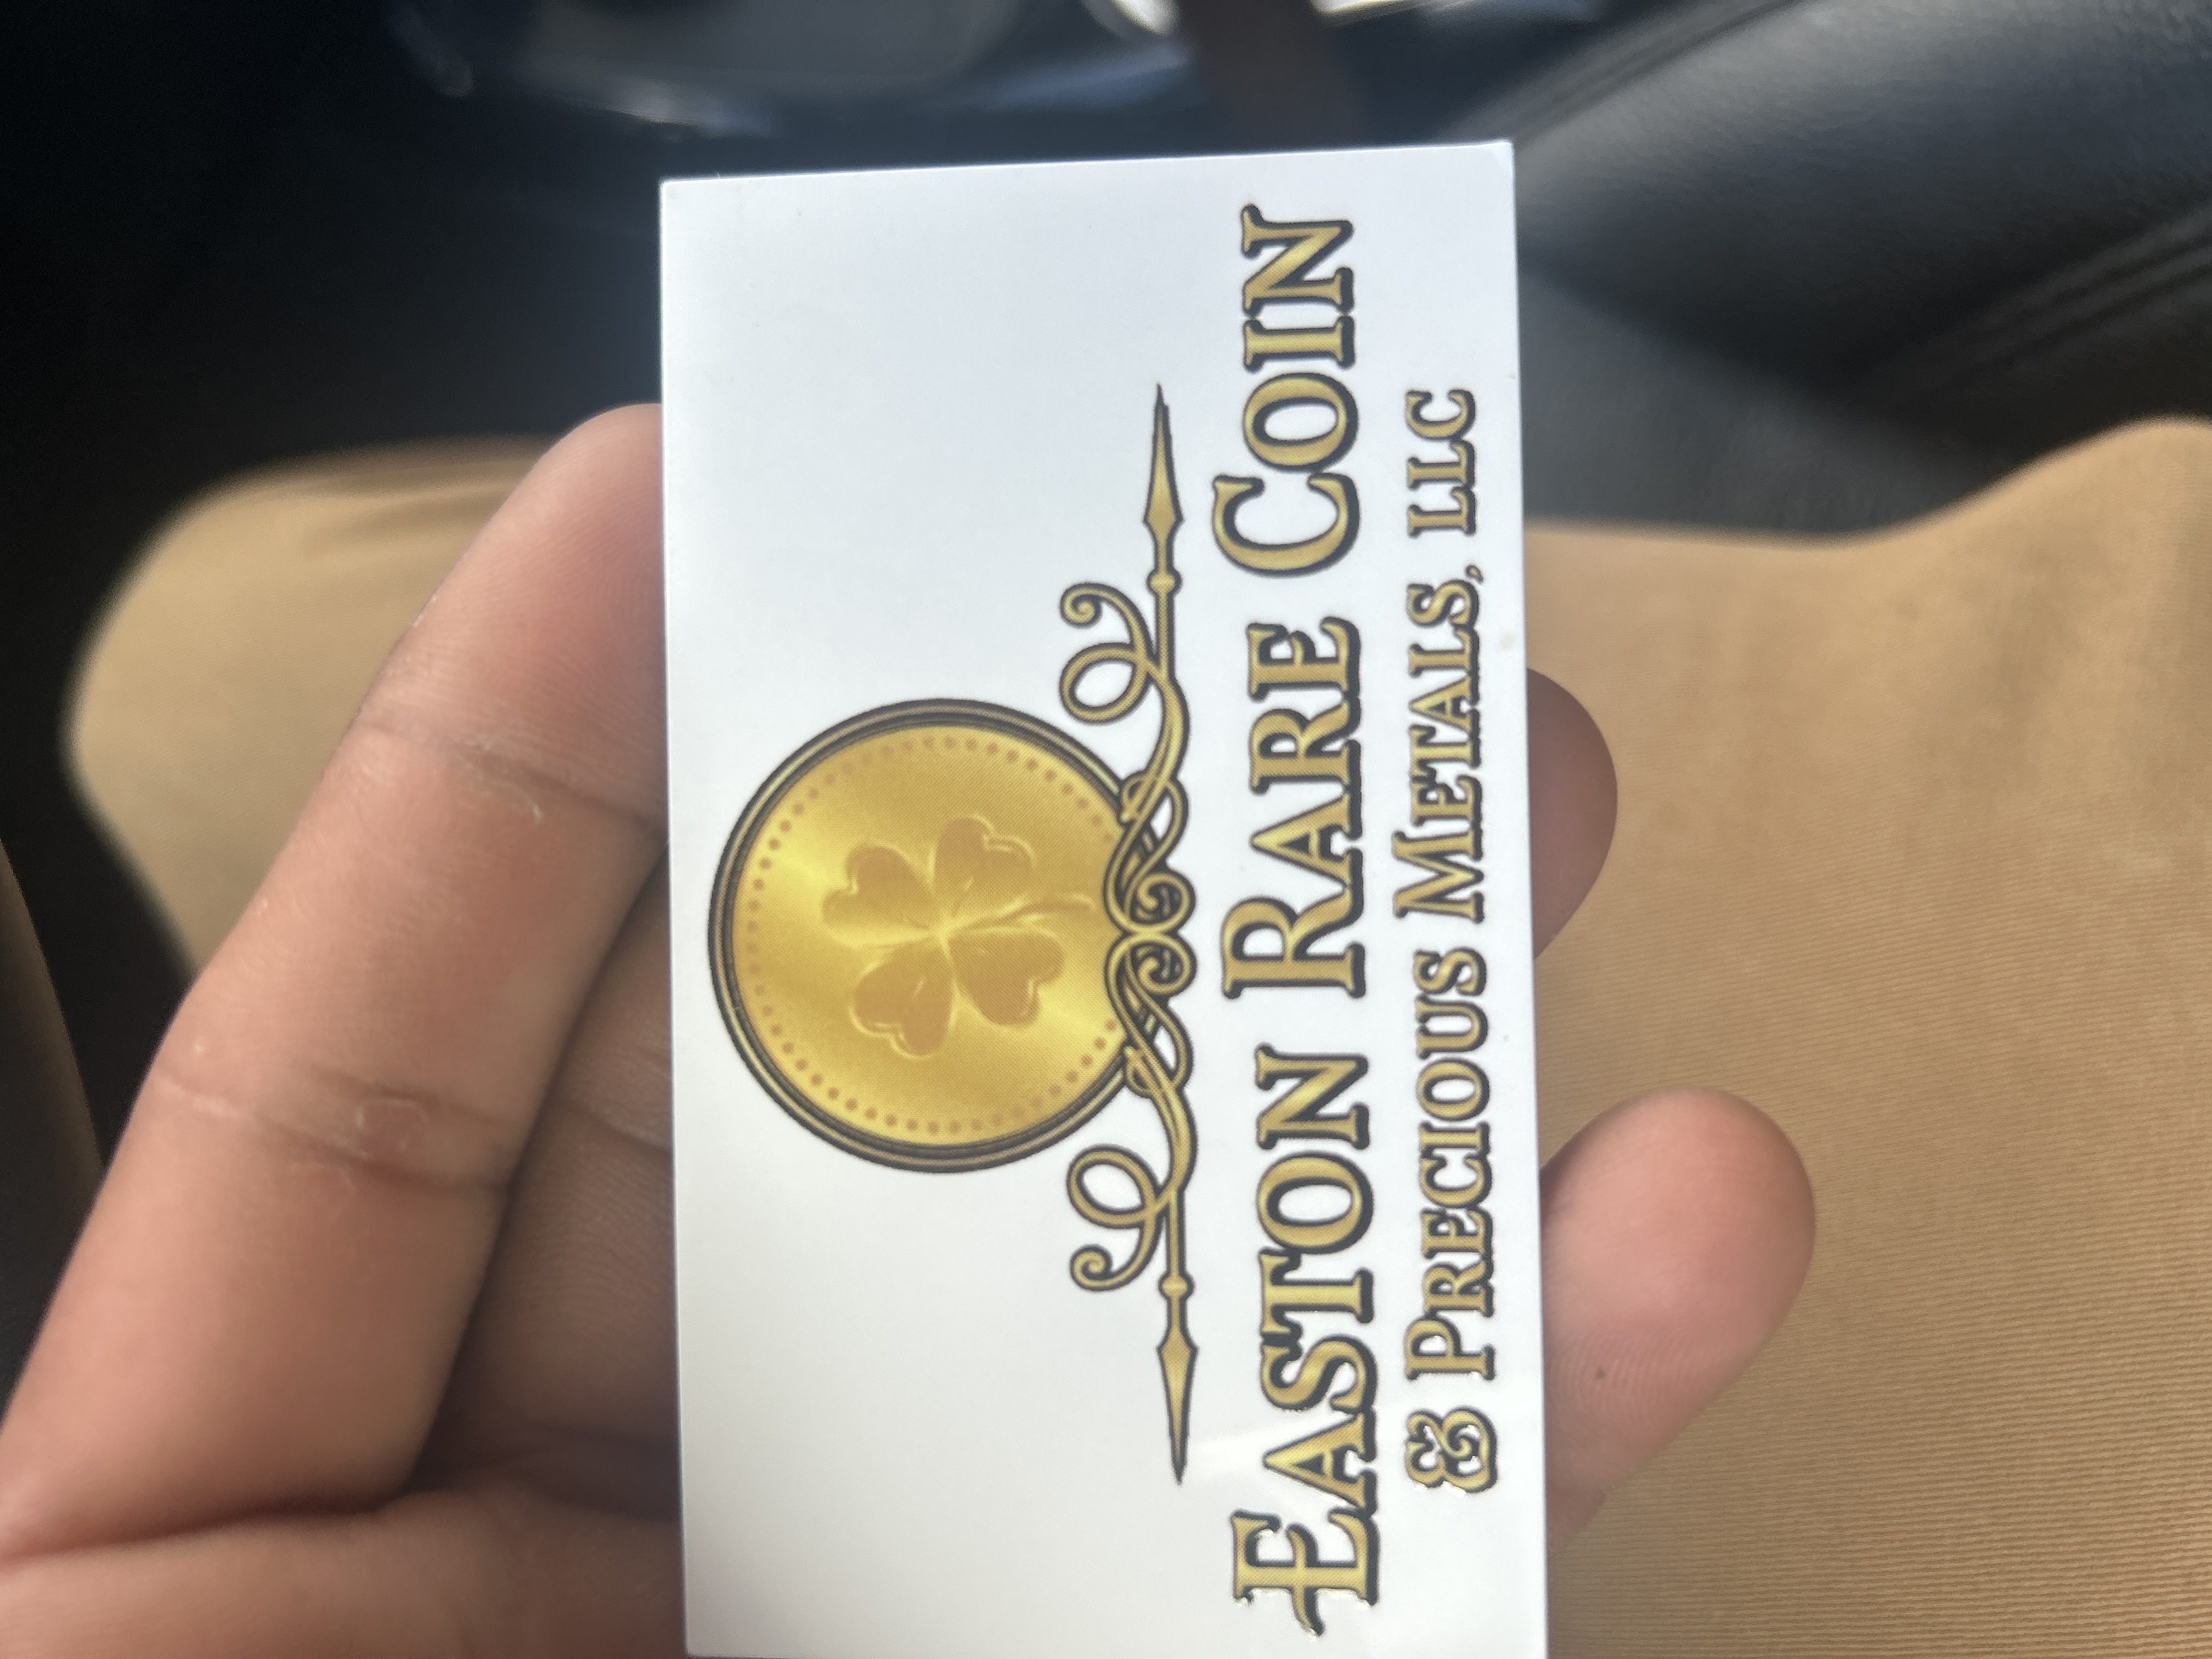 EASTON RARE COIN
& PRECIOUS METALS, LLC